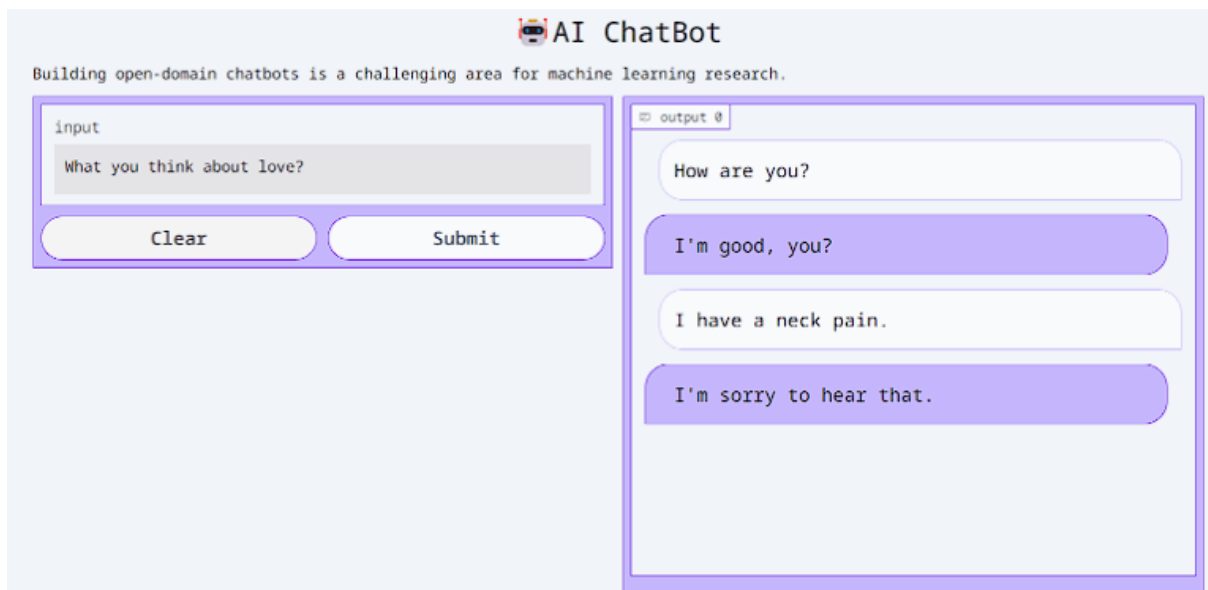 AI ChatBot
Building open-domain chatbots is a challenging area for machine learning research.
input
What you think about love?
Clear
Submit
output 0
How are you?
I'm good, you?
I have a neck pain.
I'm sorry to hear that.